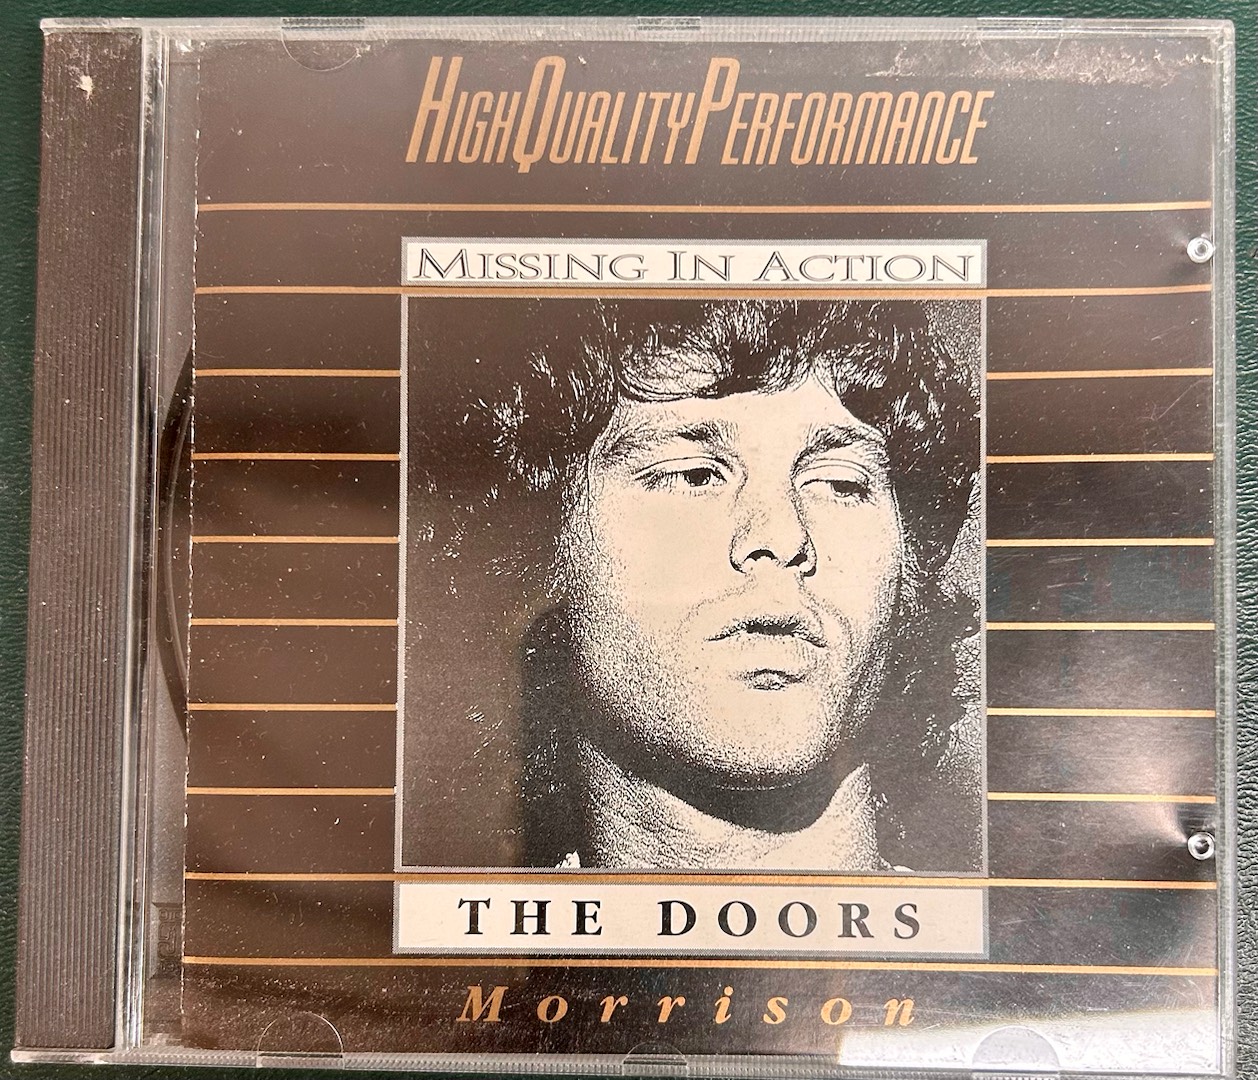 HIGHQUALITYPERFORMANCE
MISSING IN ACTION
THE DOORS
Morrison